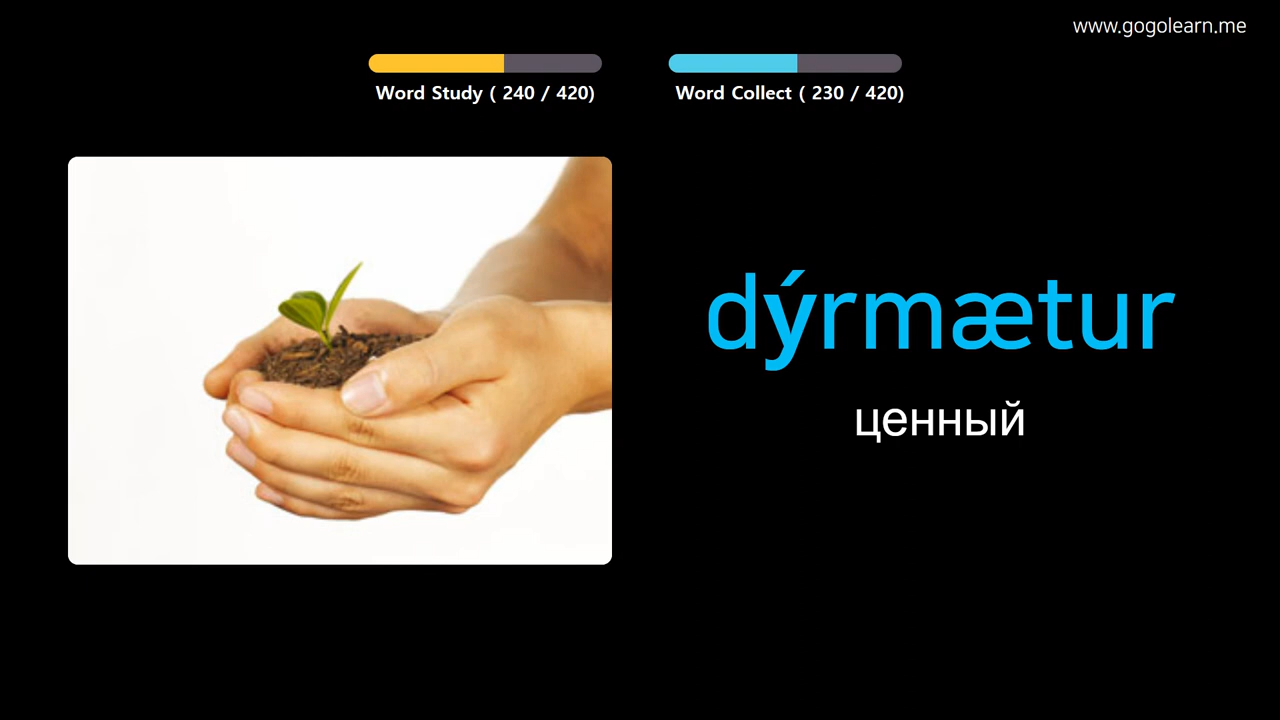 www.gogolearn.me
Word Study ( 240 / 420)
Word Collect ( 230 / 420)
dýrmætur
ценный